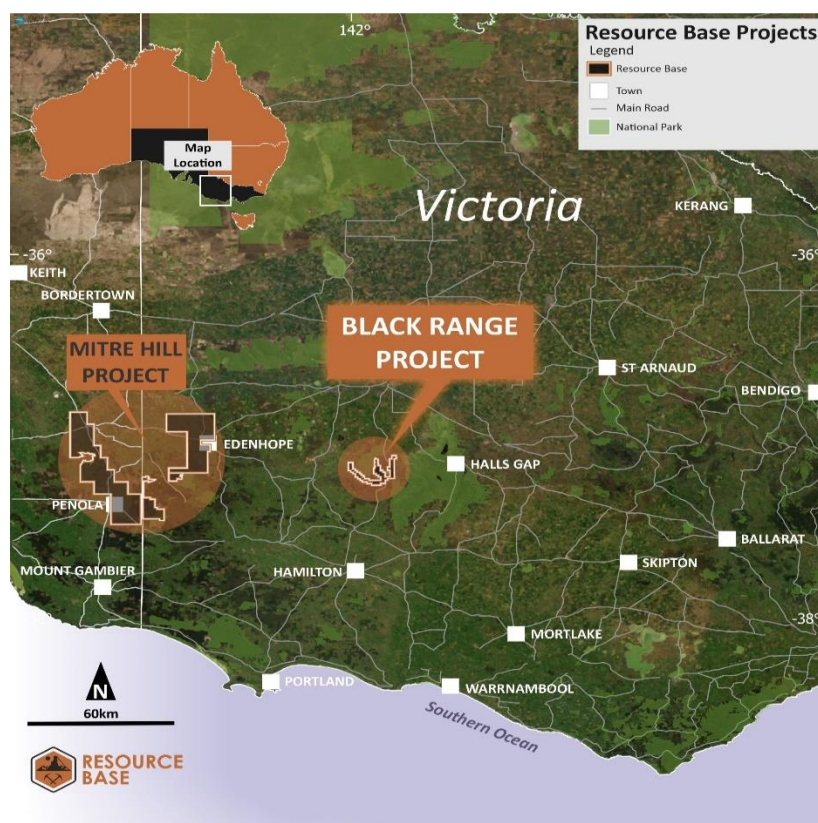 142°
Resource Base Projects
Legend
Resource Base
Town
Main Road
National Park
Map
Location
Victoria
KERANG
-36°
-36°
KEITH
BORDERTOWN
BLACK RANGE
PROJECT
MITRE HILL
PROJECT
ST ARNAUD
BENDIGO
EDENHOPE
HALLS GAP
PENOLA
BALLARAT
MOUNT GAMBIER
HAMILTON
SKIPTON
-38°
MORTLAKE
PORTLAND
WARRNAMBOOL
N
60km
Southern Ocean
RESOURCE
BASE